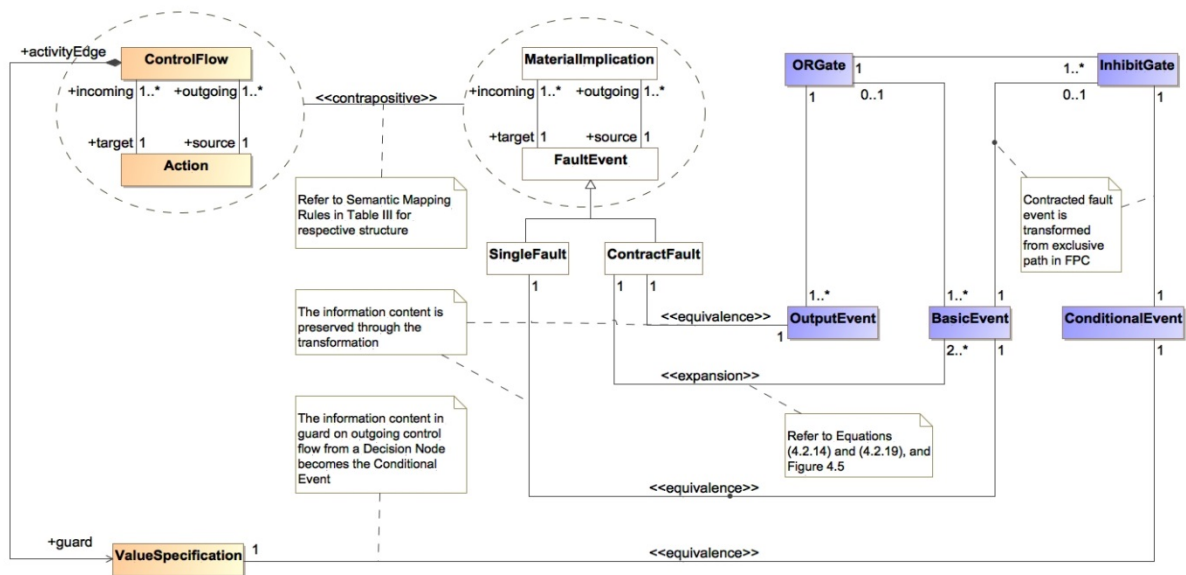 +activityEdge
ControlFlow
+incoming 1..* +outgoing 1..*
+target 1 +source 1
Action
<<contrapositive>>
MaterialImplication
+incoming 1..* +outgoing 1..*
+target 1 +source 1
FaultEvent
ORGate
1
1
0..1
1..*
0..1
InhibitGate
1
Refer to Semantic Mapping
Rules in Table III for
respective structure
Contracted fault
event is
transformed
from exclusive
path in FPC
SingleFault
1
ContractFault
1 1
The information content is
preserved through the
transformation
<<equivalence>>
1..*
1
OutputEvent
1..* 1
BasicEvent
2..* 1
1
ConditionalEvent
1
<<expansion>>
The information content in
guard on outgoing control
flow from a Decision Node
becomes the Conditional
Event
Refer to Equations
(4.2.14) and (4.2.19), and
Figure 4.5
<<equivalence>>
+guard
ValueSpecification
1
<<equivalence>>